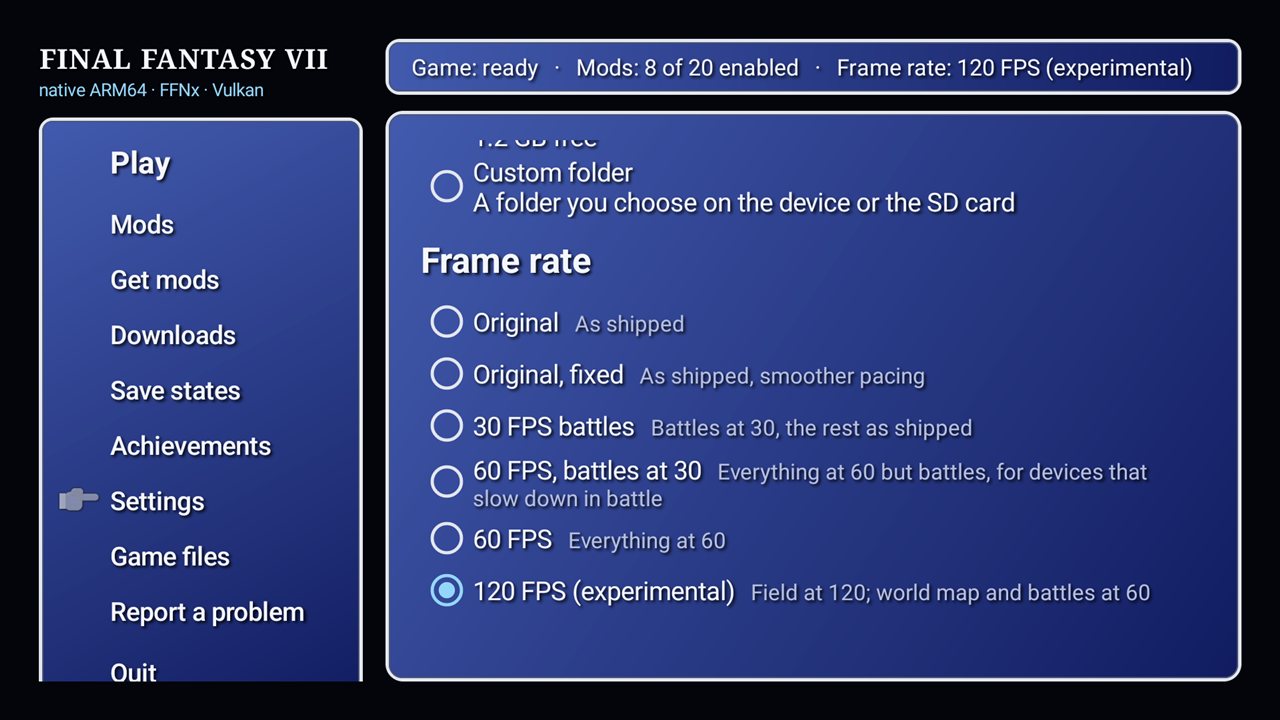 FINAL FANTASY VII
native ARM64 · FFNx · Vulkan
Game: ready · Mods: 8 of 20 enabled · Frame rate: 120 FPS (experimental)
Play
Mods
Get mods
Downloads
Save states
Achievements
Settings
Game files
Report a problem
Quit
1.2 GB free
Custom folder
A folder you choose on the device or the SD card
Frame rate
Original As shipped
Original, fixed As shipped, smoother pacing
30 FPS battles Battles at 30, the rest as shipped
60 FPS, battles at 30 Everything at 60 but battles, for devices that
slow down in battle
60 FPS Everything at 60
120 FPS (experimental) Field at 120; world map and battles at 60